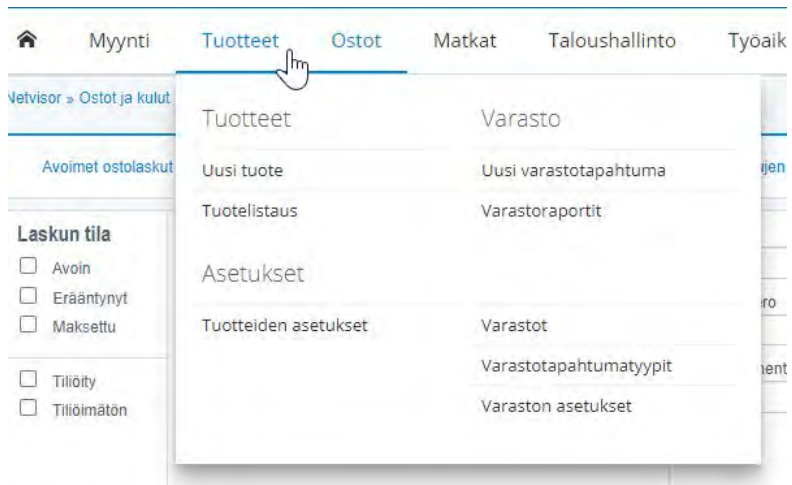 Myynti Tuotteet Ostot Matkat Taloushallinto
Netvisor » Ostot ja kulut
Avoimet ostolaskut
Tuotteet Varasto
Uusi tuote Uusi varastotapahtuma
Tuotelistaus Varastoraportit
Asetukset
Tuotteiden asetukset Varastot
Varastotapahtumatyypit
Varaston asetukset
Laskun tila
Avoin
Erääntynyt
Maksettu
Tiliöity
Tiliöimätön